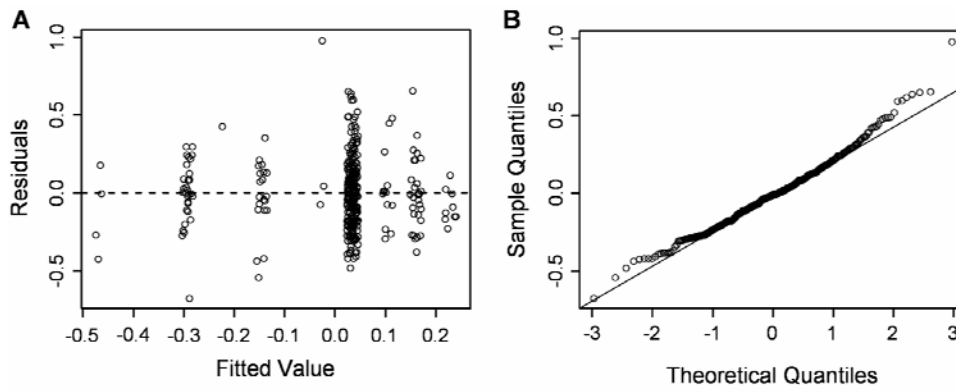 A
1.0
0.5
0.0
-0.5
Residuals
-0.5 -0.4 -0.3 -0.2 -0.1 0.0 0.1 0.2
Fitted Value
B
1.0
0.5
0.0
-0.5
Sample Quantiles
-3 -2 -1 0 1 2 3
Theoretical Quantiles